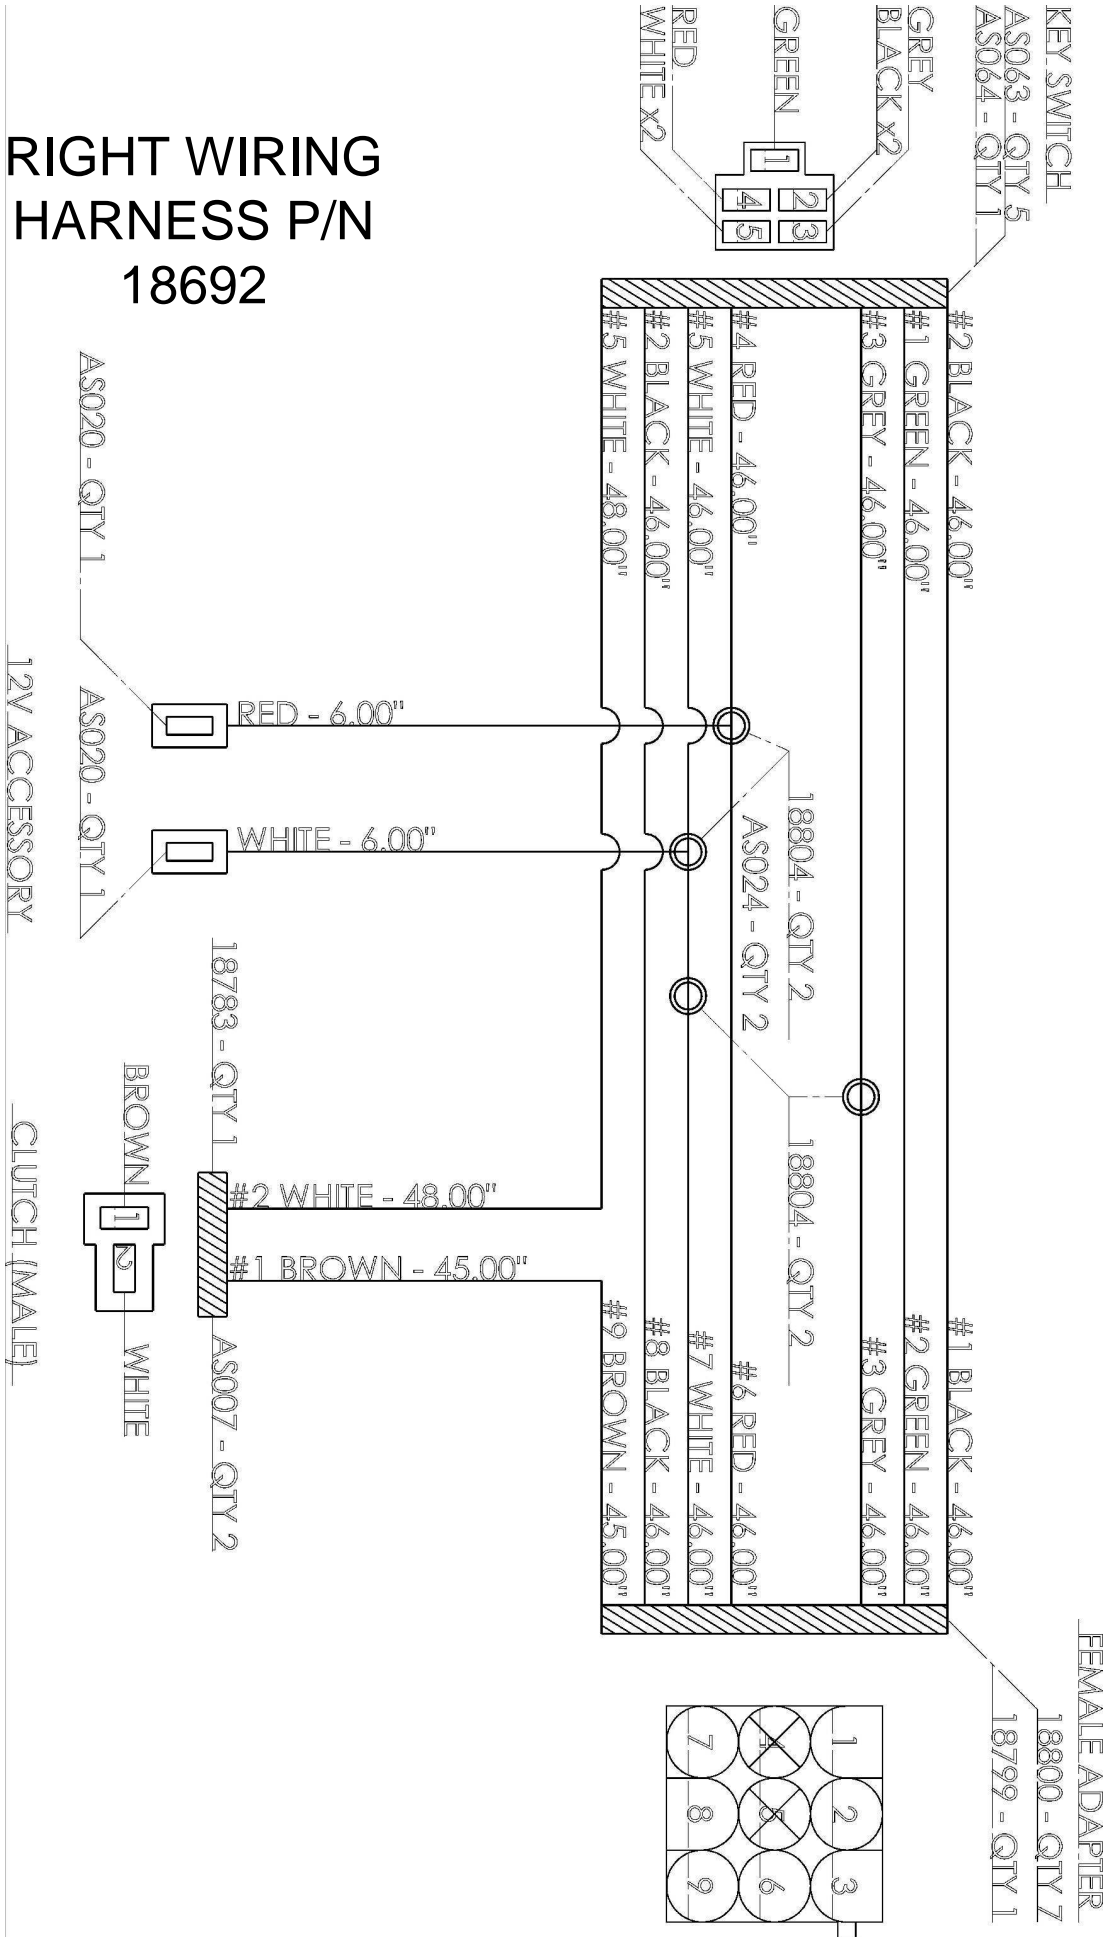 RIGHT WIRING
HARNESS P/N
18692
KEY SWITCH
AS063 - QTY 5
AS064 - QTY 1
GREY
BLACK x2
GREEN
RED
WHITE x2
1
2
3
4
5
#2 BLACK - 46.00"
#1 GREEN - 46.00"
#3 GREY - 46.00"
#4 RED - 46.00"
#5 WHITE - 46.00"
#2 BLACK - 46.00"
#5 WHITE - 48.00"
18804 - QTY 2
AS024 - QTY 2
18804 - QTY 2
RED - 6.00"
WHITE - 6.00"
AS020 - QTY 1
AS020 - QTY 1
12V ACCESSORY
#1 BLACK - 46.00"
#2 GREEN - 46.00"
#3 GREY - 46.00"
#6 RED - 46.00"
#7 WHITE - 46.00"
#8 BLACK - 46.00"
#9 BROWN - 45.00"
#2 WHITE - 48.00"
#1 BROWN - 45.00"
18783 - QTY 1
AS007 - QTY 2
BROWN
1
2
WHITE
CLUTCH (MALE)
FEMALE ADAPTER
18800 - QTY 7
18799 - QTY 1
1
2
3
4
5
6
7
8
9